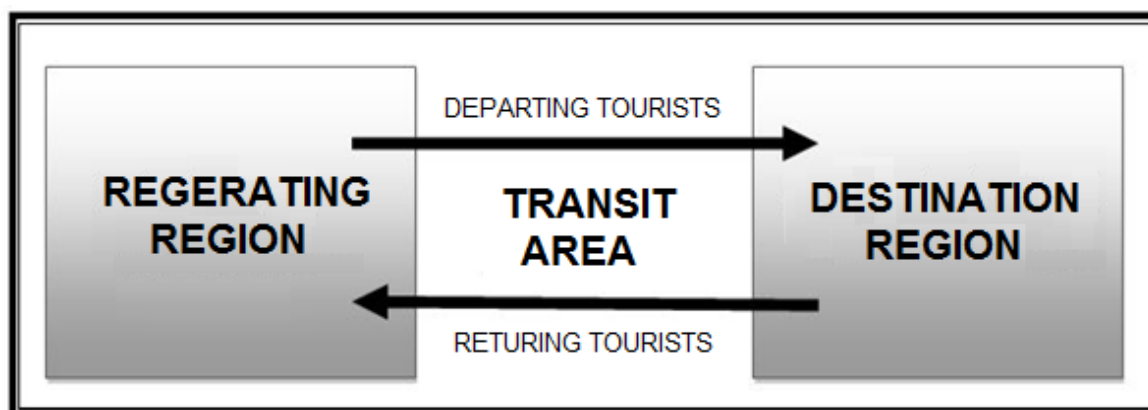 DEPARTING TOURISTS
REGERATING
REGION
TRANSIT
AREA
DESTINATION
REGION
RETURING TOURISTS